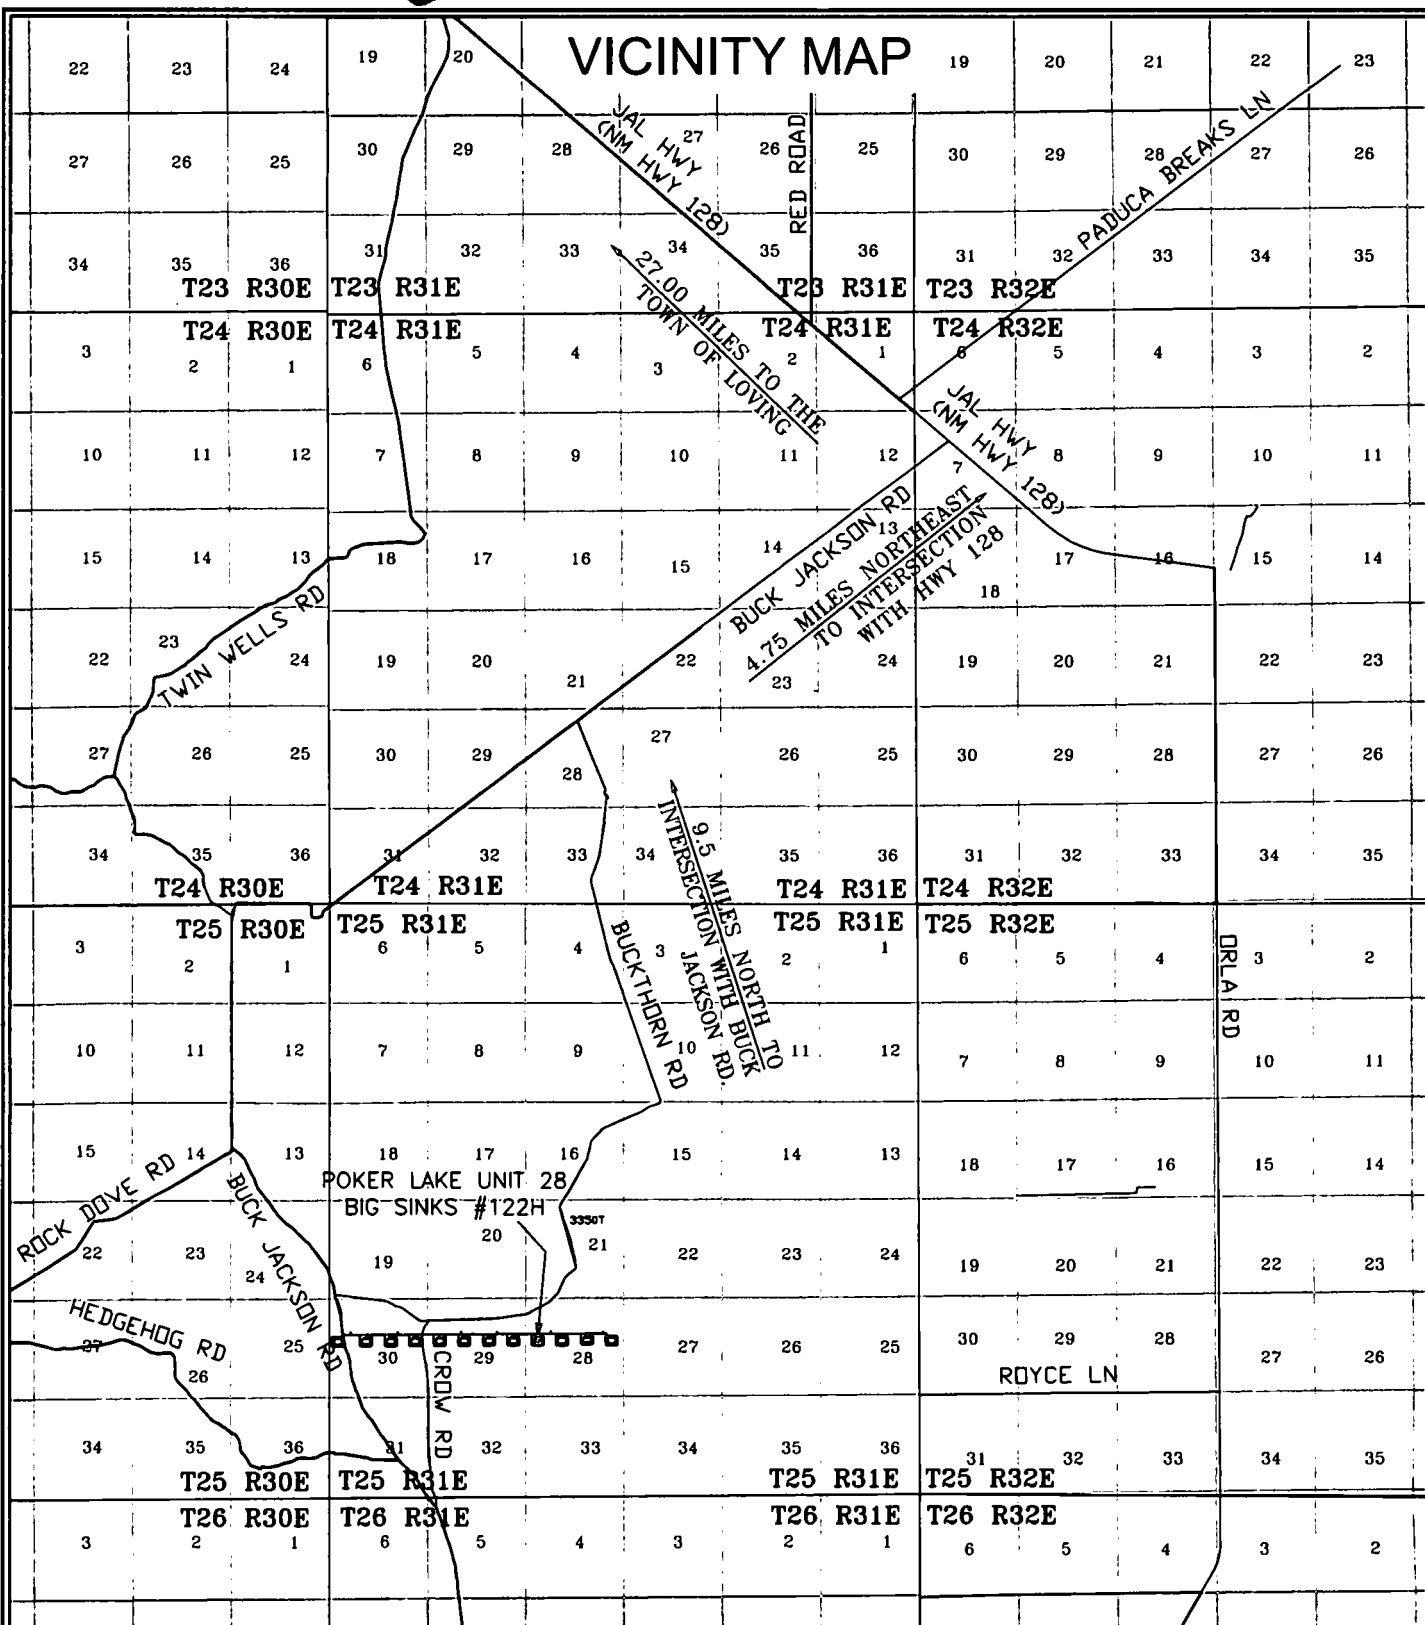 VICINITY MAP
22 23 24 19 20 19 20 21 22 23
JAL HWY
(NM HWY 128)
RED ROAD
PADUCA BREAKS LN
27 26 25 30 29 28 27 26 25 30 29 28 27 26
34 35 36 31 32 33 34 35 36 31 32 33 34 35
T23 R30E T23 R31E T23 R31E T23 R32E
T24 R30E T24 R31E T24 R31E T24 R32E
27.00 MILES TO THE
TOWN OF LOVING
3 2 1 6 5 4 3 2 1 6 5 4 3 2
JAL HWY
(NM HWY 128)
10 11 12 7 8 9 10 11 12 7 8 9 10 11
BUCK JACKSON RD
4.75 MILES NORTHEAST
TO INTERSECTION
WITH HWY 128
15 14 13 18 17 16 15 14 13 18 17 16 15 14
TWIN WELLS RD
22 23 24 19 20 21 22 23 24 19 20 21 22 23
27 26 25 30 29 28 27 26 25 30 29 28 27 26
9.5 MILES NORTH TO
INTERSECTION WITH BUCK
JACKSON RD.
34 35 36 31 32 33 34 35 36 31 32 33 34 35
T24 R30E T24 R31E T24 R31E T24 R32E
T25 R30E T25 R31E T25 R31E T25 R32E
BUCKTHORN RD
ORLA RD
3 2 1 6 5 4 3 2 1 6 5 4 3 2
10 11 12 7 8 9 10 11 12 7 8 9 10 11
15 14 13 18 17 16 15 14 13 18 17 16 15 14
ROCK DOVE RD
BUCK JACKSON RD
POKER LAKE UNIT 28
BIG SINKS #122H
3350T
22 23 24 19 20 21 22 23 24 19 20 21 22 23
HEDGEHOG RD
27 26 25 30 29 28 27 26 25 30 29 28 27 26
CROW RD
ROYCE LN
34 35 36 31 32 33 34 35 36 31 32 33 34 35
T25 R30E T25 R31E T25 R31E T25 R32E
T26 R30E T26 R31E T26 R31E T26 R32E
3 2 1 6 5 4 3 2 1 6 5 4 3 2